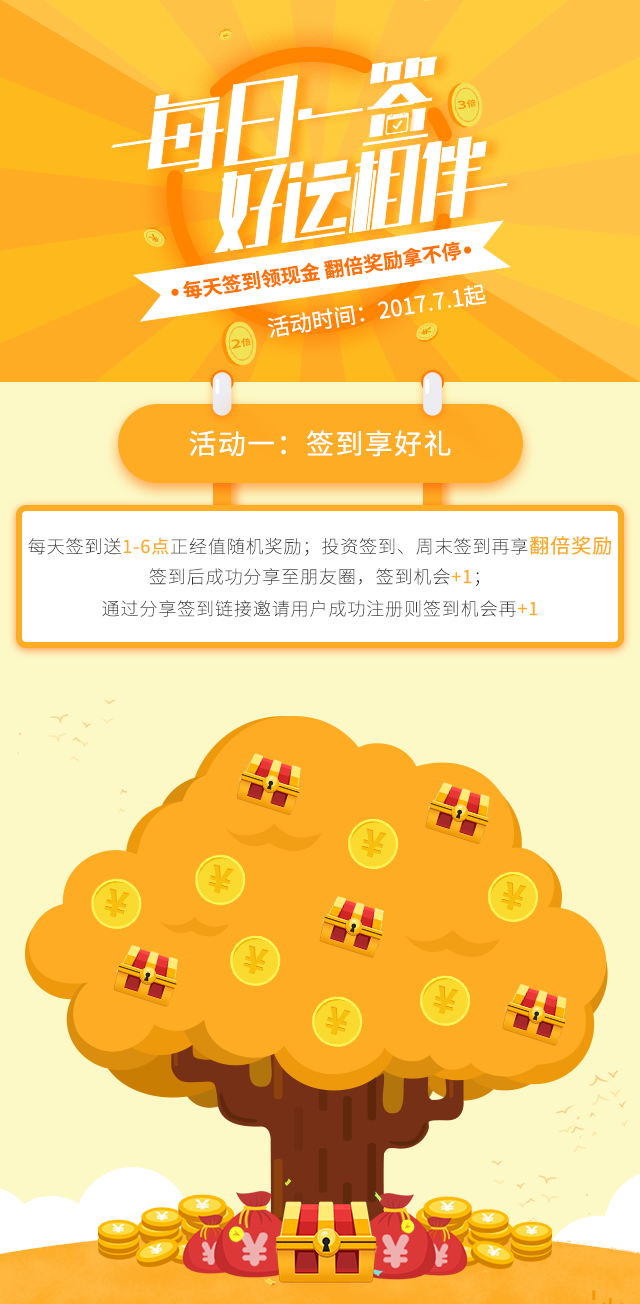 每日一签
好运相伴
3倍
• 每天签到领现金 翻倍奖励拿不停 •
活动时间：2017.7.1起
2倍
活动一：签到享好礼
每天签到送1-6点正经值随机奖励；投资签到、周末签到再享翻倍奖励
签到后成功分享至朋友圈，签到机会+1；
通过分享签到链接邀请用户成功注册则签到机会再+1